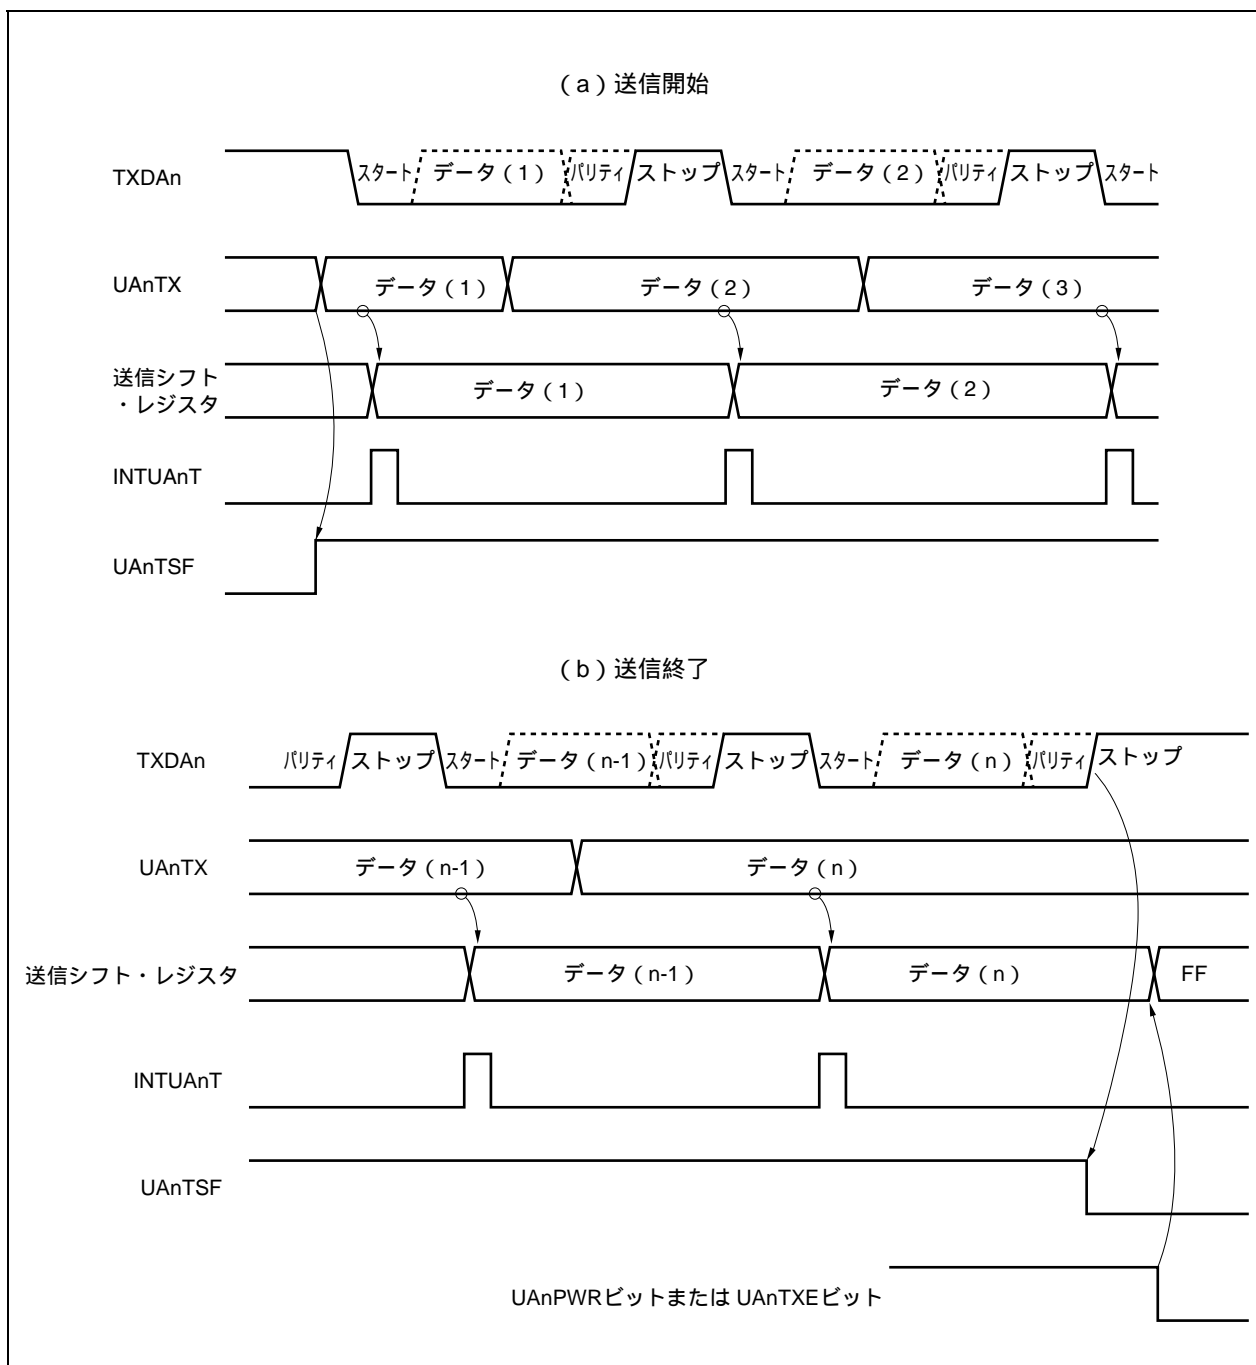 （a）送信開始
TXDAn
スタート データ（1） パリティ ストップ スタート データ（2） パリティ ストップ スタート
UAnTX
データ（1） データ（2） データ（3）
送信シフト
・レジスタ
データ（1） データ（2）
INTUAnT
UAnTSF
（b）送信終了
TXDAn
パリティ ストップ スタート データ（n-1） パリティ ストップ スタート データ（n） パリティ ストップ
UAnTX
データ（n-1） データ（n）
送信シフト・レジスタ
データ（n-1） データ（n） FF
INTUAnT
UAnTSF
UAnPWRビットまたは UAnTXEビット